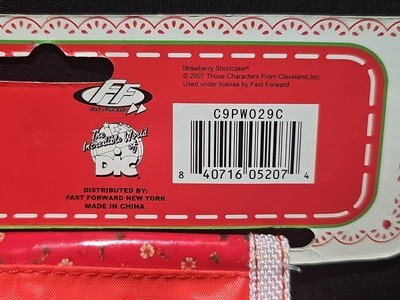 Strawberry Shortcake™
© 2007 Those Characters From Cleveland,Inc.
Used under license by Fast Forward
FF
C9PW029C
The
Incredible World
of
DiC
8 40716 05207 4
DISTRIBUTED BY:
FAST FORWARD NEW YORK
MADE IN CHINA